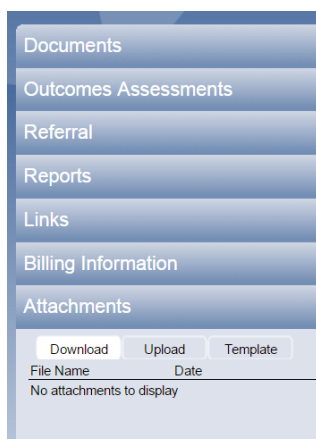 Documents
Outcomes Assessments
Referral
Reports
Links
Billing Information
Attachments
Download Upload Template
File Name Date
No attachments to display